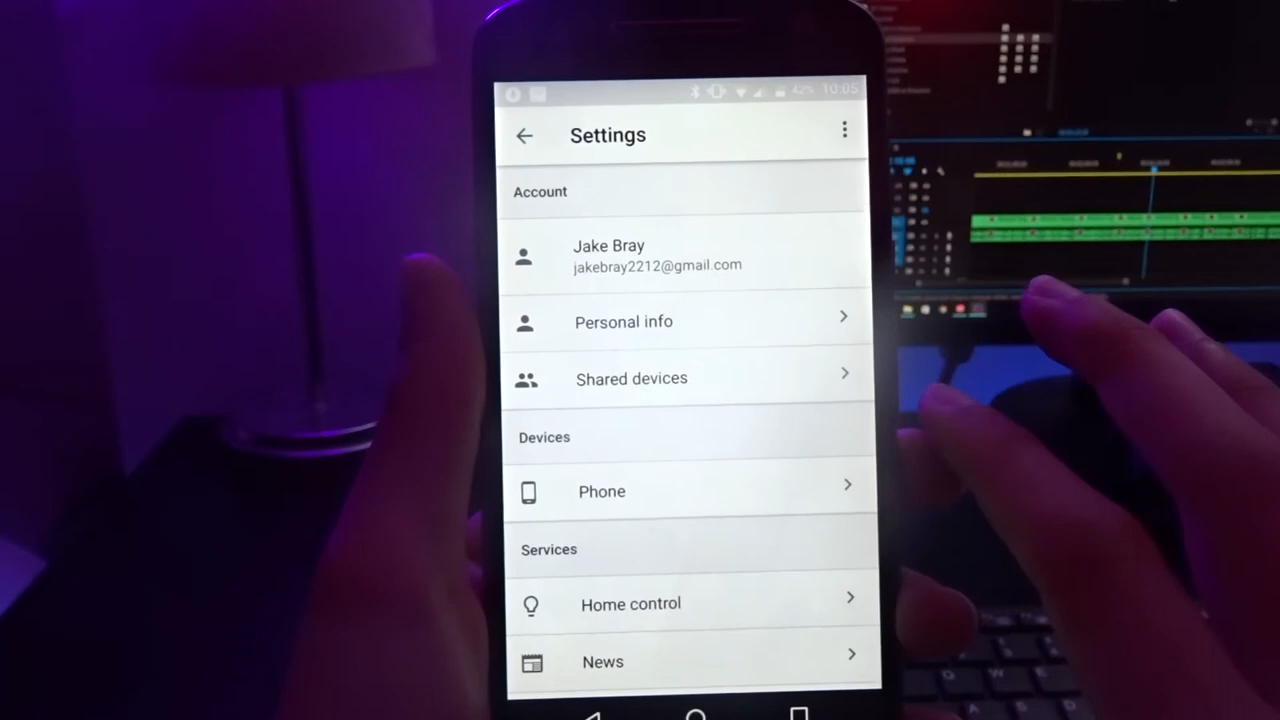 42% 10:05
Settings
Account
Jake Bray
jakebray2212@gmail.com
Personal info
Shared devices
Devices
Phone
Services
Home control
News
Q W E
A S D